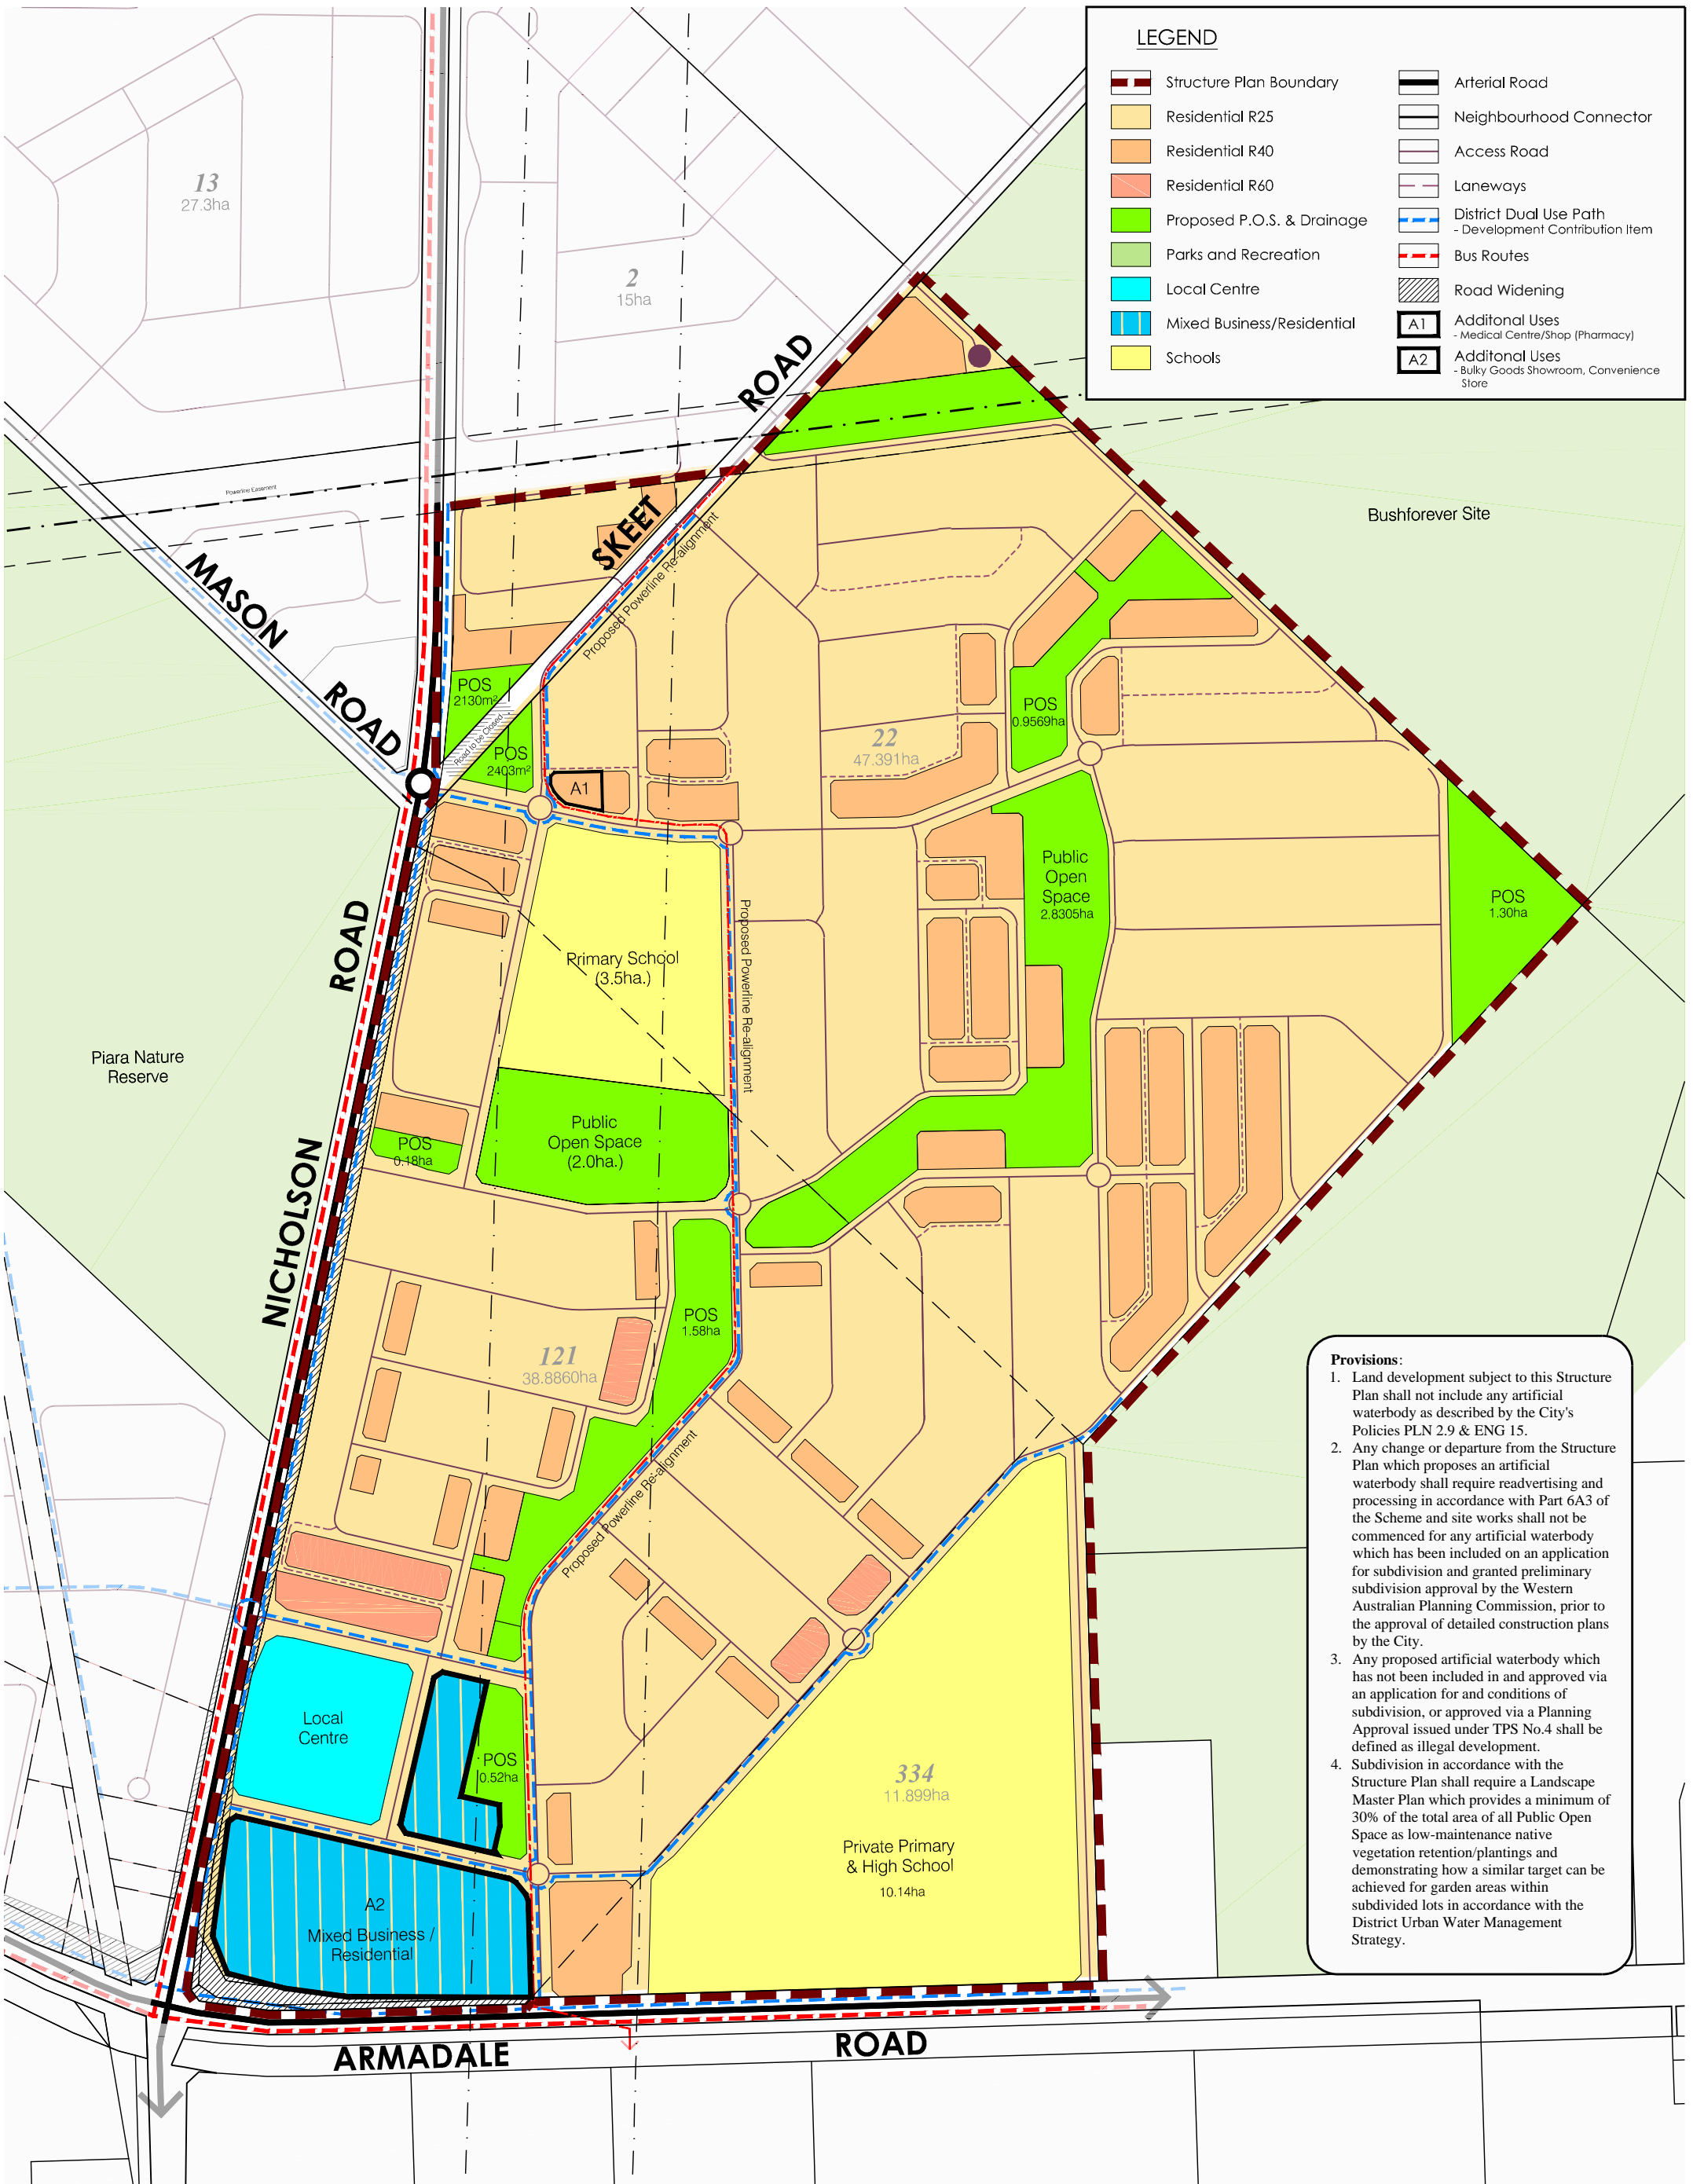 LEGEND
Structure Plan Boundary
Residential R25
Residential R40
Residential R60
Proposed P.O.S. & Drainage
Parks and Recreation
Local Centre
Mixed Business/Residential
Schools
Arterial Road
Neighbourhood Connector
Access Road
Laneways
District Dual Use Path
- Development Contribution Item
Bus Routes
Road Widening
A1
Additonal Uses
- Medical Centre/Shop (Pharmacy)
A2
Additonal Uses
- Bulky Goods Showroom, Convenience
Store
13
27.3ha
2
15ha
ROAD
SKEET
Powerline Easement
Bushforever Site
MASON
ROAD
Proposed Powerline Re-alignment
POS
2130m²
Road to be Closed
POS
2403m²
POS
0.9569ha
22
47.391ha
A1
Public
Open
Space
2.8305ha
POS
1.30ha
ROAD
NICHOLSON
Primary School
(3.5ha.)
Proposed Powerline Re-alignment
Piara Nature
Reserve
Public
Open Space
(2.0ha.)
POS
0.18ha
POS
1.58ha
121
38.8860ha
Proposed Powerline Re-alignment
Local
Centre
POS
0.52ha
334
11.899ha
Private Primary
& High School
10.14ha
A2
Mixed Business /
Residential
ARMADALE
ROAD
Provisions:
1. Land development subject to this Structure
Plan shall not include any artificial
waterbody as described by the City's
Policies PLN 2.9 & ENG 15.
2. Any change or departure from the Structure
Plan which proposes an artificial
waterbody shall require readvertising and
processing in accordance with Part 6A3 of
the Scheme and site works shall not be
commenced for any artificial waterbody
which has been included on an application
for subdivision and granted preliminary
subdivision approval by the Western
Australian Planning Commission, prior to
the approval of detailed construction plans
by the City.
3. Any proposed artificial waterbody which
has not been included in and approved via
an application for and conditions of
subdivision, or approved via a Planning
Approval issued under TPS No.4 shall be
defined as illegal development.
4. Subdivision in accordance with the
Structure Plan shall require a Landscape
Master Plan which provides a minimum of
30% of the total area of all Public Open
Space as low-maintenance native
vegetation retention/plantings and
demonstrating how a similar target can be
achieved for garden areas within
subdivided lots in accordance with the
District Urban Water Management
Strategy.